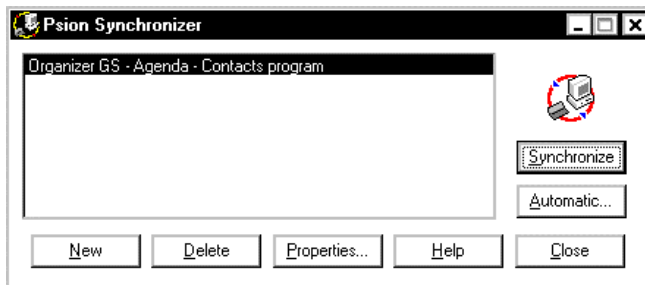 Psion Synchronizer
Organizer GS - Agenda - Contacts program
Synchronize
Automatic...
New Delete Properties... Help Close